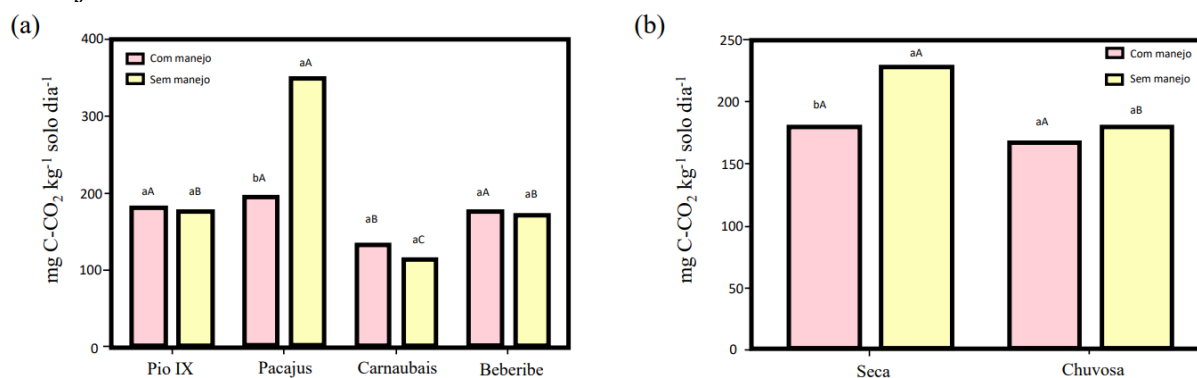 (a)
mg C-CO₂ kg⁻¹ solo dia⁻¹
400
300
200
100
0
Com manejo
Sem manejo
aA
aB
bA
aA
aB
aC
aA
aB
Pio IX
Pacajus
Carnaubais
Beberibe
(b)
mg C-CO₂ kg⁻¹ solo dia⁻¹
250
200
150
100
50
0
Com manejo
Sem manejo
bA
aA
aA
aB
Seca
Chuvosa